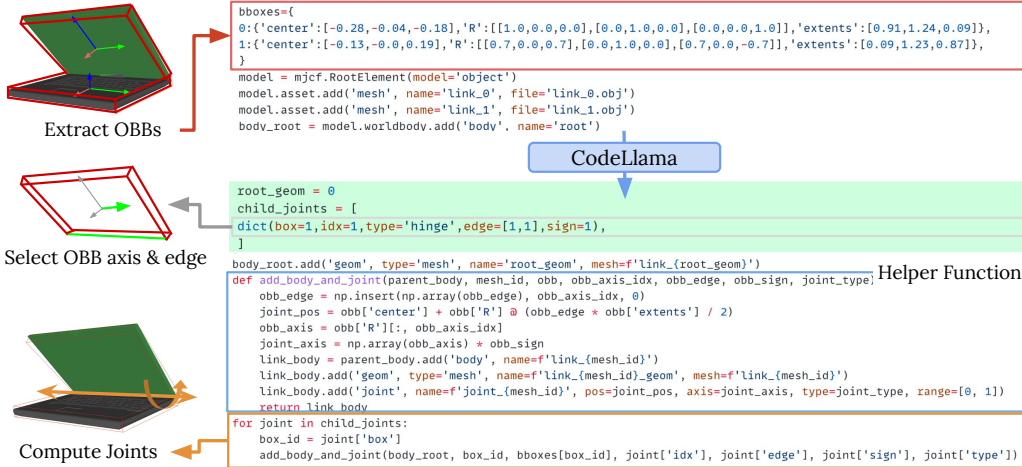 bboxes={
0:{'center':[-0.28,-0.04,-0.18],'R':[[1.0,0.0,0.0],[0.0,1.0,0.0],[0.0,0.0,1.0]],'extents':[0.91,1.24,0.09]},
1:{'center':[-0.13,-0.0,0.19],'R':[[0.7,0.0,0.7],[0.0,1.0,0.0],[0.7,0.0,-0.7]],'extents':[0.09,1.23,0.87]},
}
model = mjcf.RootElement(model='object')
model.asset.add('mesh', name='link_0', file='link_0.obj')
model.asset.add('mesh', name='link_1', file='link_1.obj')
body_root = model.worldbody.add('body', name='root')
Extract OBBs
CodeLlama
root_geom = 0
child_joints = [
dict(box=1,idx=1,type='hinge',edge=[1,1],sign=1),
]
Select OBB axis & edge
body_root.add('geom', type='mesh', name='root_geom', mesh=f'link_{root_geom}')
Helper Function
def add_body_and_joint(parent_body, mesh_id, obb, obb_axis_idx, obb_edge, obb_sign, joint_type)
obb_edge = np.insert(np.array(obb_edge), obb_axis_idx, 0)
joint_pos = obb['center'] + obb['R'] @ (obb_edge * obb['extents'] / 2)
obb_axis = obb['R'][:, obb_axis_idx]
joint_axis = np.array(obb_axis) * obb_sign
link_body = parent_body.add('body', name=f'link_{mesh_id}')
link_body.add('geom', type='mesh', name=f'link_{mesh_id}_geom', mesh=f'link_{mesh_id}')
link_body.add('joint', name=f'joint_{mesh_id}', pos=joint_pos, axis=joint_axis, type=joint_type, range=[0, 1])
return link_body
for joint in child_joints:
box_id = joint['box']
add_body_and_joint(body_root, box_id, bboxes[box_id], joint['idx'], joint['edge'], joint['sign'], joint['type'])
Compute Joints